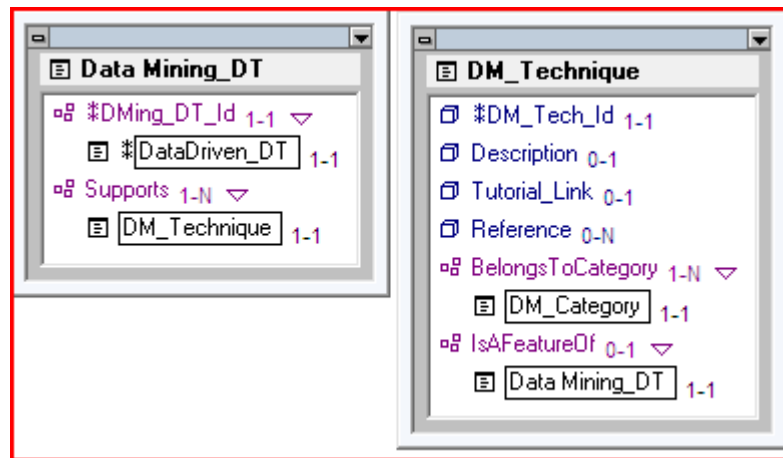 Data Mining_DT
*DMing_DT_Id 1-1
*DataDriven_DT 1-1
Supports 1-N
DM_Technique 1-1
DM_Technique
*DM_Tech_Id 1-1
Description 0-1
Tutorial_Link 0-1
Reference 0-N
BelongsToCategory 1-N
DM_Category 1-1
IsAFeatureOf 0-1
Data Mining_DT 1-1